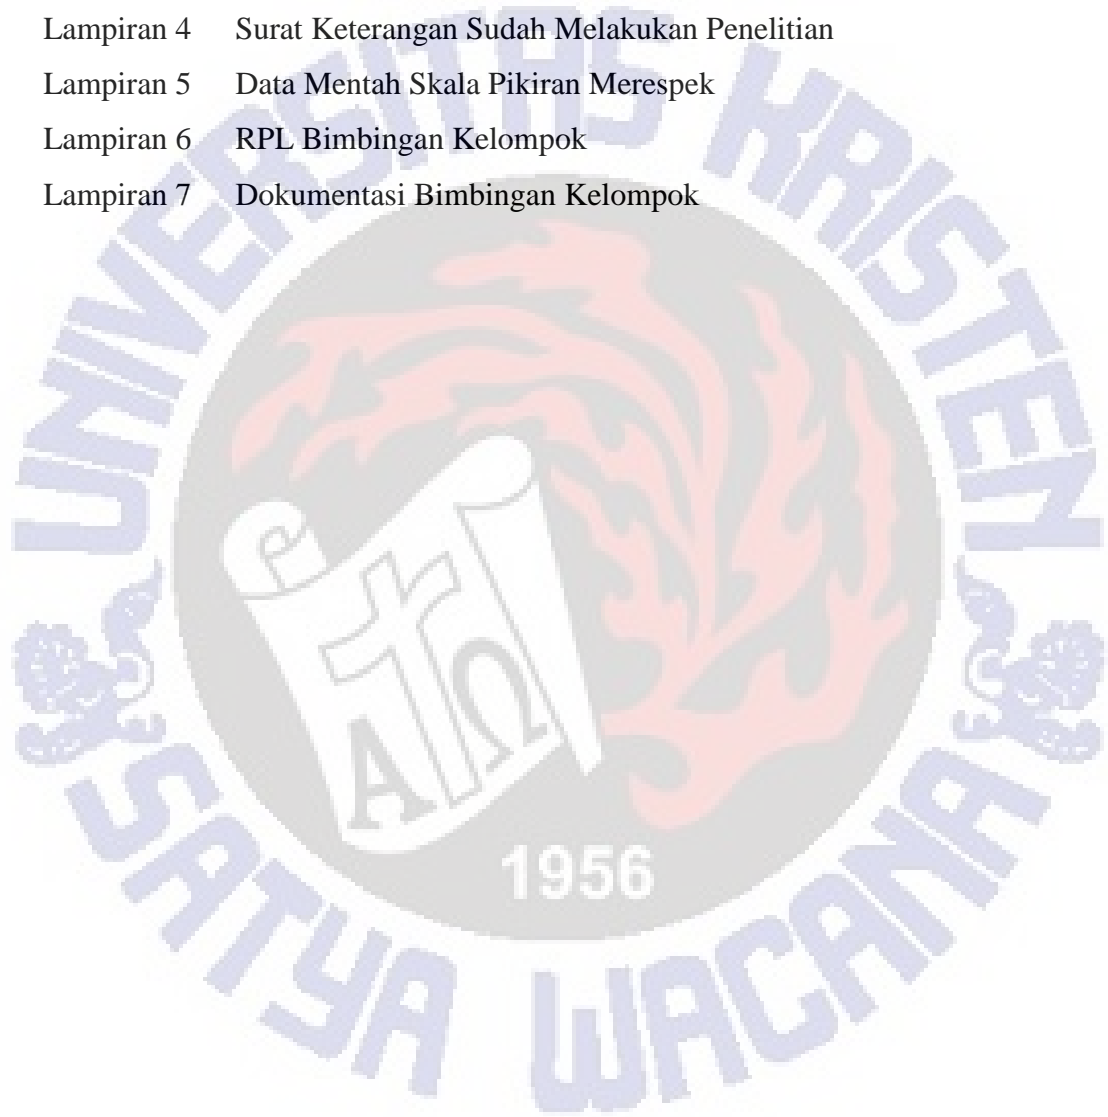 Lampiran 4 Surat Keterangan Sudah Melakukan Penelitian
Lampiran 5 Data Mentah Skala Pikiran Merespek
Lampiran 6 RPL Bimbingan Kelompok
Lampiran 7 Dokumentasi Bimbingan Kelompok
UNIVERSITAS KRISTEN
Α Ω
1956
SATYA WACANA